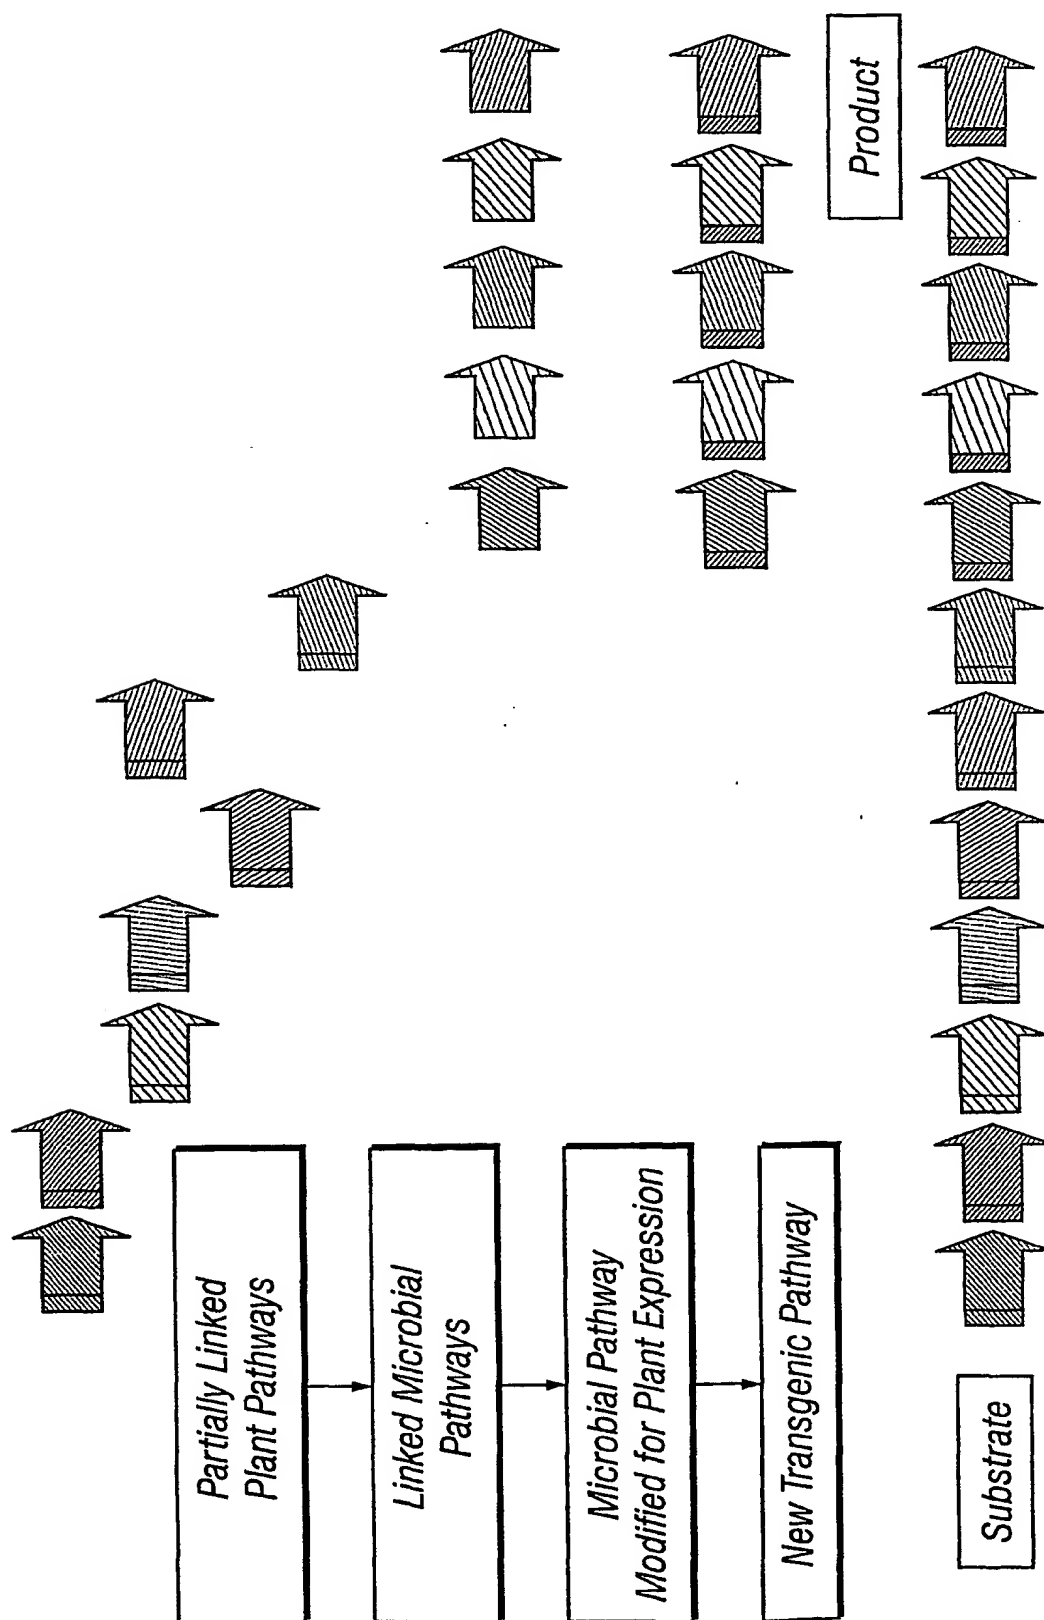 Partially Linked
Plant Pathways
Linked Microbial
Pathways
Microbial Pathway
Modified for Plant Expression
New Transgenic Pathway
Substrate
Product